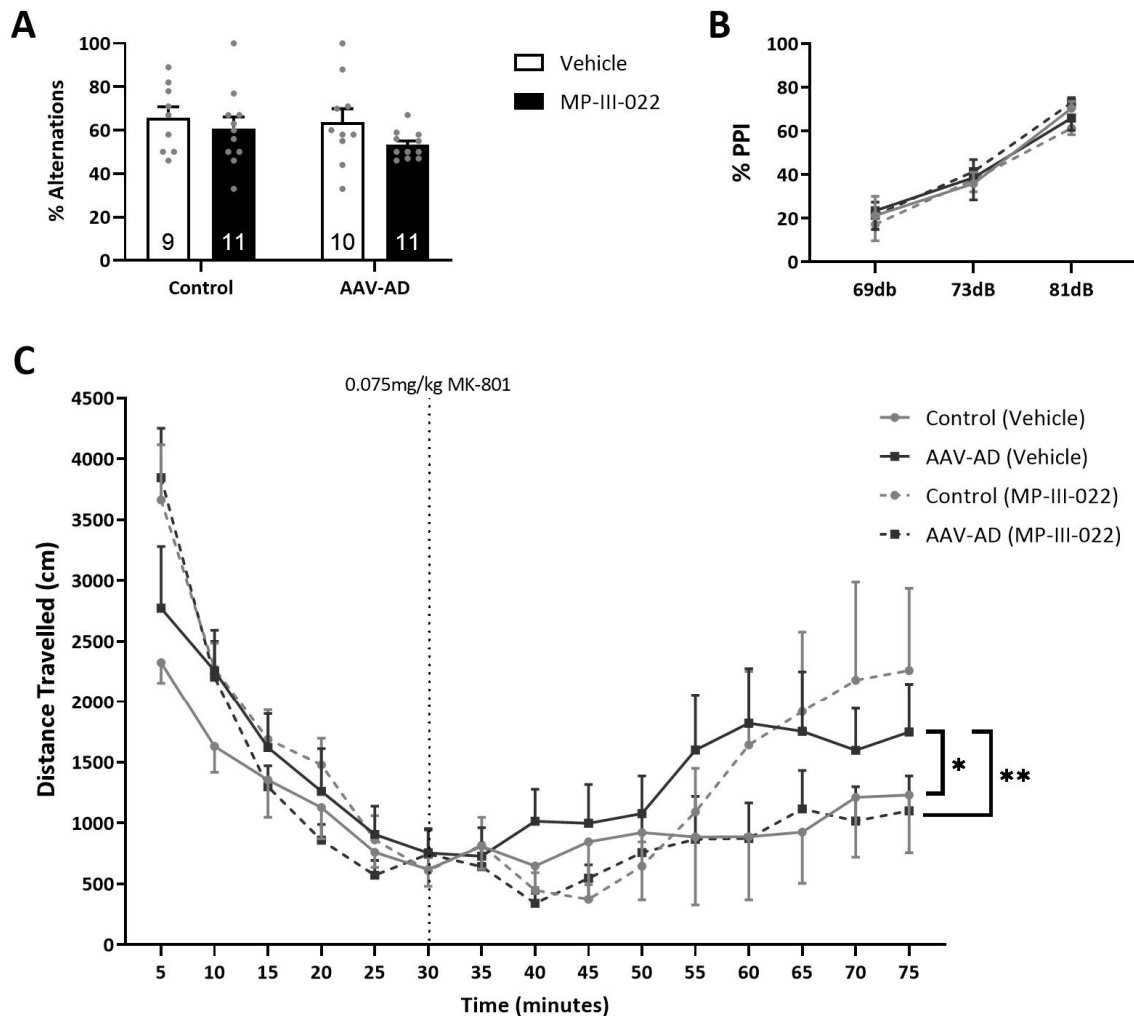 A
100
80
60
40
20
0
% Alternations
9
11
10
11
Control
AAV-AD
Vehicle
MP-III-022
B
100
80
60
40
20
0
% PPI
69db
73dB
81dB
C
0.075mg/kg MK-801
4500
4000
3500
3000
2500
2000
1500
1000
500
0
Distance Travelled (cm)
5 10 15 20 25 30 35 40 45 50 55 60 65 70 75
Time (minutes)
Control (Vehicle)
AAV-AD (Vehicle)
Control (MP-III-022)
AAV-AD (MP-III-022)
*
**